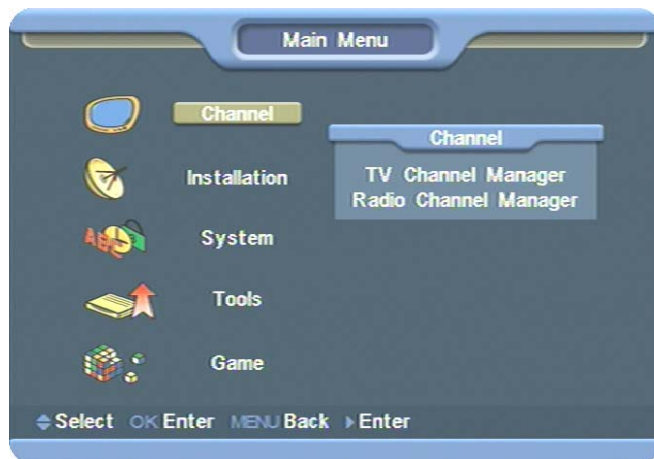 Main Menu
Channel
Installation
System
Tools
Game
Channel
TV Channel Manager
Radio Channel Manager
ABC
Select OK Enter MENU Back Enter